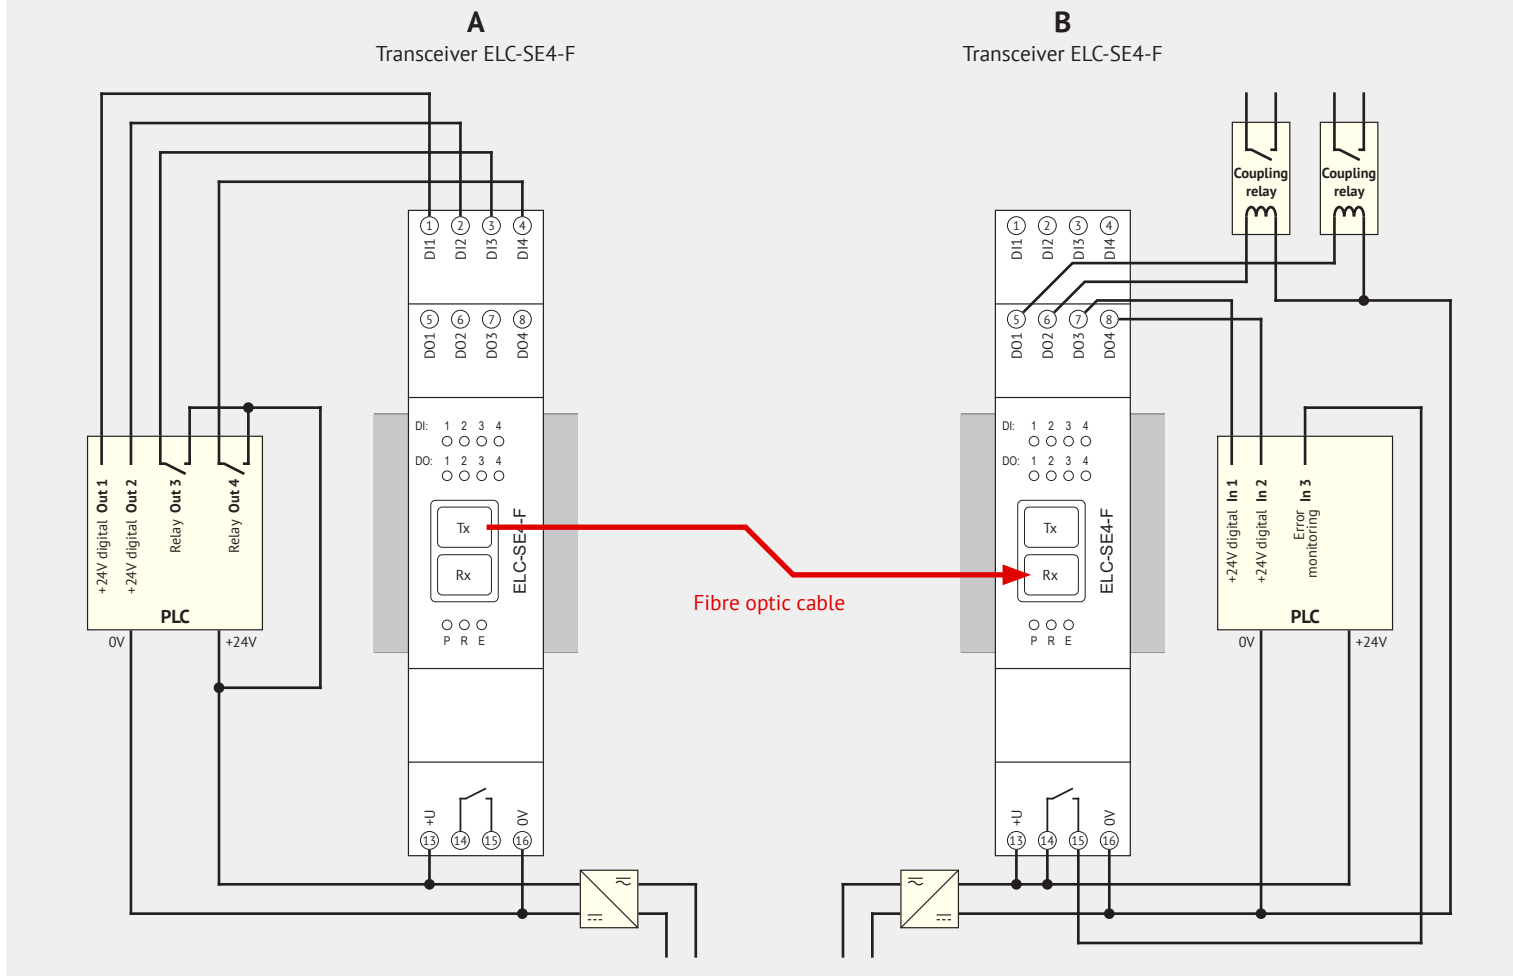 A
Transceiver ELC-SE4-F
1 2 3 4
DI1 DI2 DI3 DI4
5 6 7 8
DO1 DO2 DO3 DO4
DI: 1 2 3 4
DO: 1 2 3 4
Tx
Rx
ELC-SE4-F
P R E
+U 0V
13 14 15 16
+24V digital Out 1
+24V digital Out 2
Relay Out 3
Relay Out 4
PLC
0V +24V
Fibre optic cable
B
Transceiver ELC-SE4-F
1 2 3 4
DI1 DI2 DI3 DI4
5 6 7 8
DO1 DO2 DO3 DO4
DI: 1 2 3 4
DO: 1 2 3 4
Tx
Rx
ELC-SE4-F
P R E
+U 0V
13 14 15 16
Coupling
relay
Coupling
relay
+24V digital In 1
+24V digital In 2
Error
monitoring In 3
PLC
0V +24V